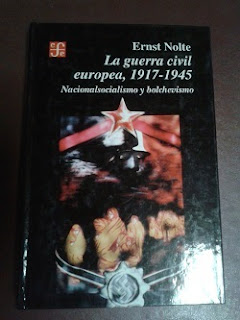 Ernst Nolte
La guerra civil
europea, 1917-1945
Nacionalsocialismo y bolchevismo